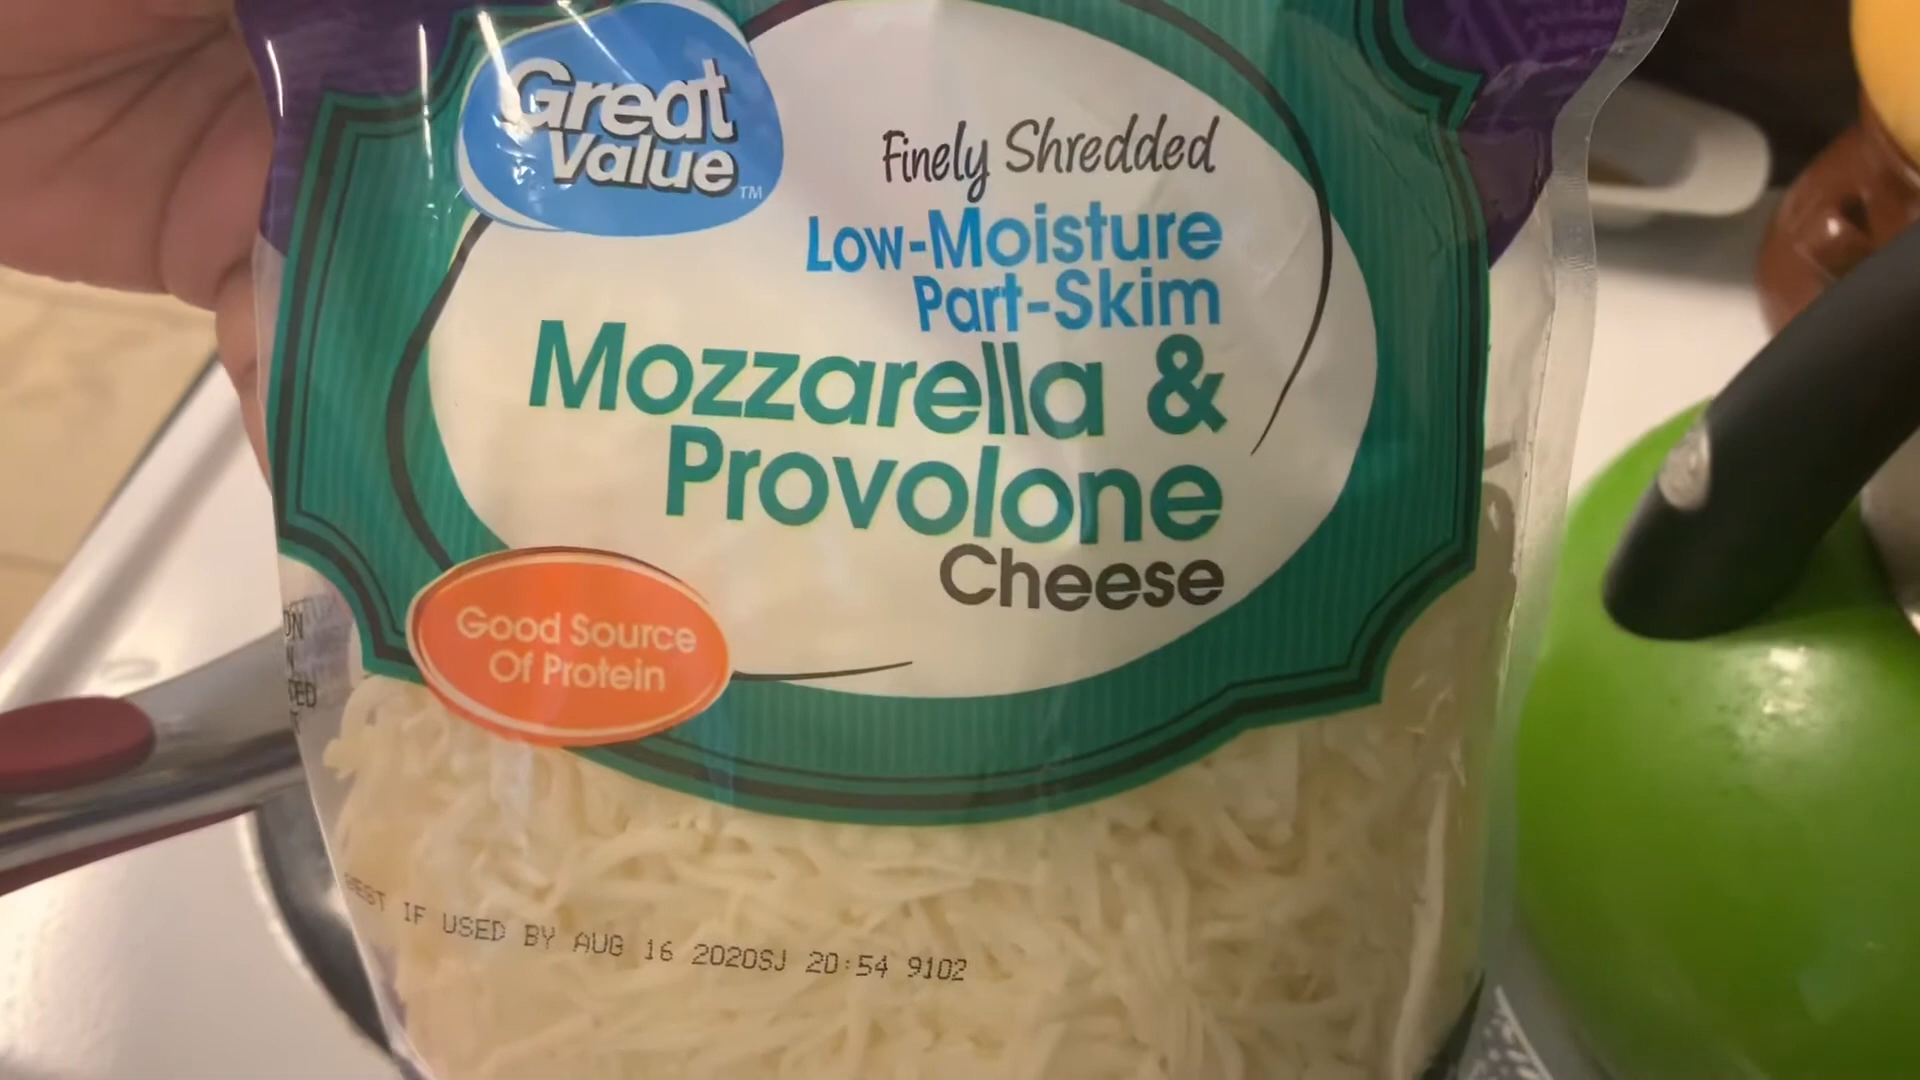 Great
Value™
Finely Shredded
Low-Moisture
Part-Skim
Mozzarella &
Provolone
Cheese
Good Source
Of Protein
BEST IF USED BY AUG 16 2020SJ 20:54 9102